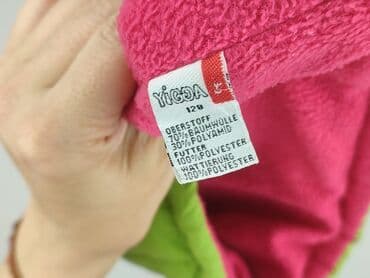 YiGGA
128
OBERSTOFF
70%BAUMWOLLE
30%POLYAMID
FUTTER
100%POLYESTER
WATTIERUNG
100%POLYESTER